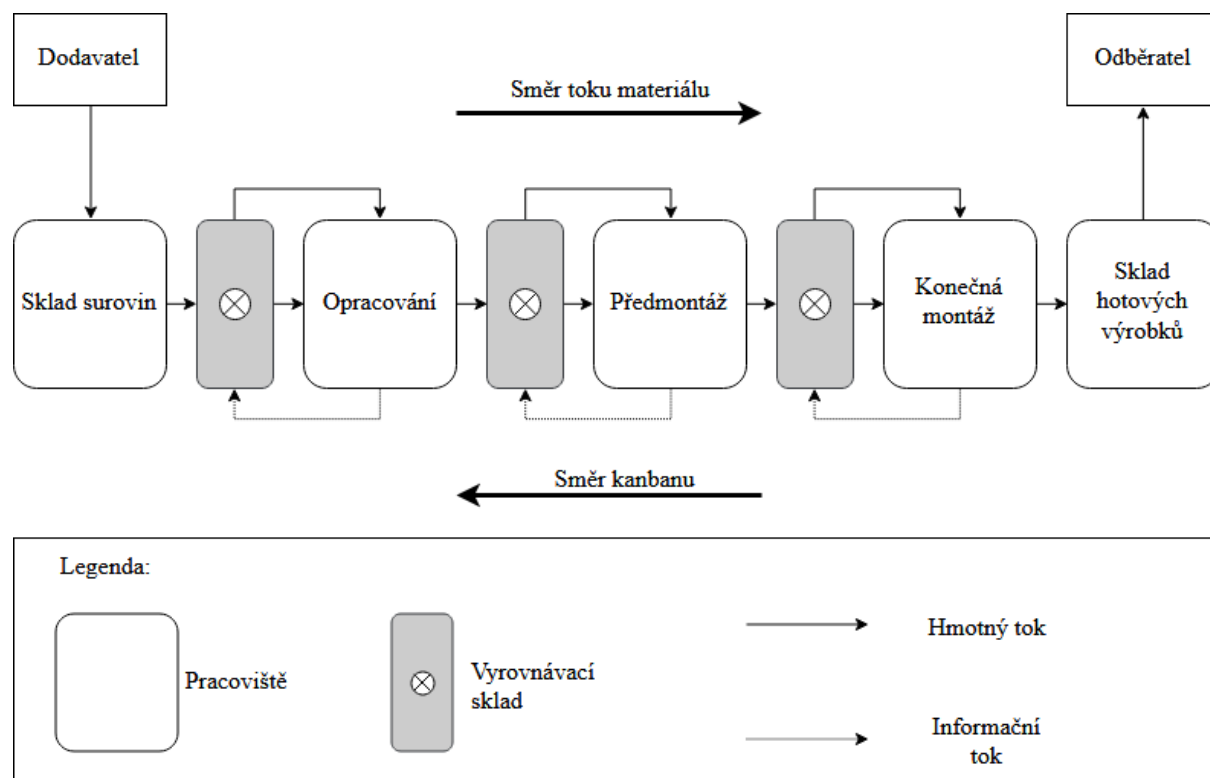 Dodavatel
Odběratel
Směr toku materiálu
Sklad surovin
Opracování
Předmontáž
Konečná
montáž
Sklad
hotových
výrobků
Směr kanbanu
Legenda:
Pracoviště
Vyrovnávací
sklad
Hmotný tok
Informační
tok